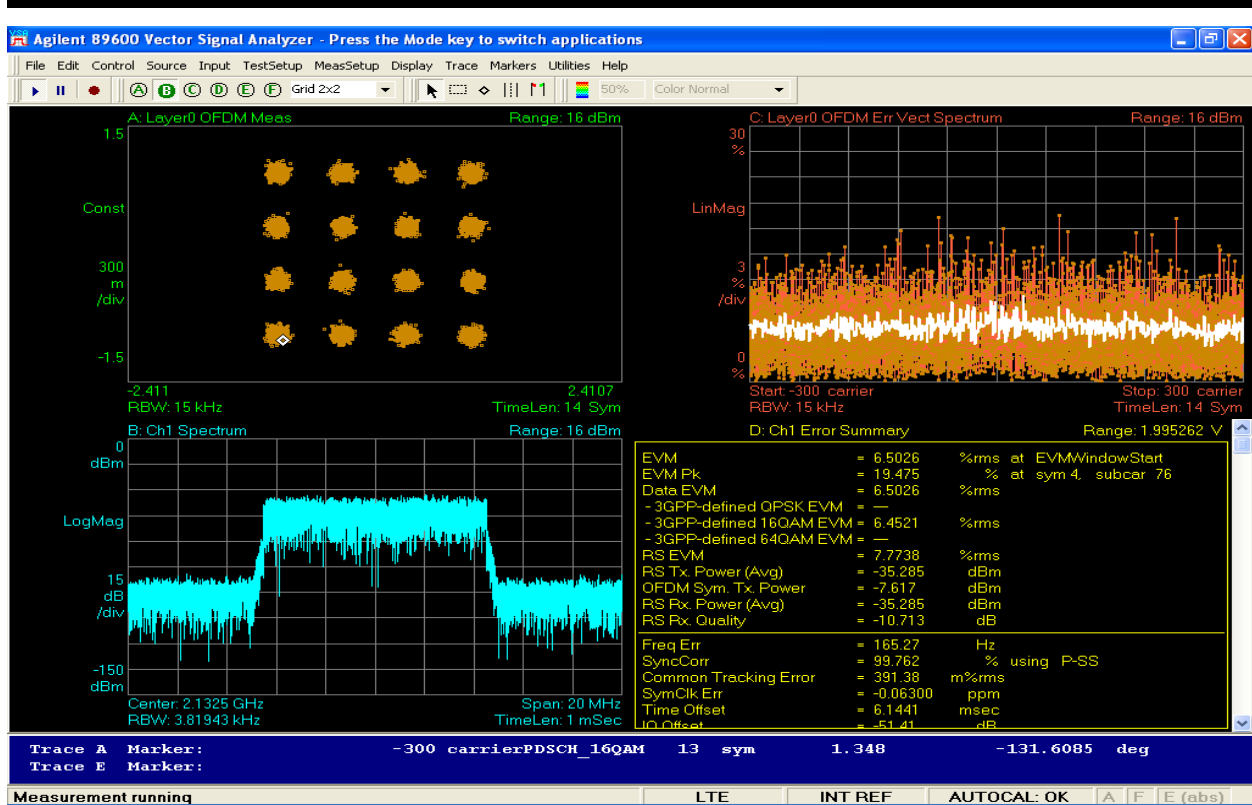 Agilent 89600 Vector Signal Analyzer - Press the Mode key to switch applications
File Edit Control Source Input TestSetup MeasSetup Display Trace Markers Utilities Help
A B C D E F Grid 2x2 50% Color Normal
A: Layer0 OFDM Meas Range: 16 dBm
1.5
Const
300
m
/div
-1.5
-2.411 2.4107
RBW: 15 kHz TimeLen: 14 Sym
C: Layer0 OFDM Err Vect Spectrum Range: 16 dBm
30
%
LinMag
3
%
/div
0
%
Start: -300 carrier Stop: 300 carrier
RBW: 15 kHz TimeLen: 14 Sym
B: Ch1 Spectrum Range: 16 dBm
0
dBm
LogMag
15
dB
/div
-150
dBm
Center: 2.1325 GHz Span: 20 MHz
RBW: 3.81943 kHz TimeLen: 1 mSec
D: Ch1 Error Summary Range: 1.995262 V
EVM = 6.5026 %rms at EVMWindowStart
EVM Pk = 19.475 % at sym 4, subcar 76
Data EVM = 6.5026 %rms
- 3GPP-defined QPSK EVM = —
- 3GPP-defined 16QAM EVM = 6.4521 %rms
- 3GPP-defined 64QAM EVM = —
RS EVM = 7.7738 %rms
RS Tx. Power (Avg) = -35.285 dBm
OFDM Sym. Tx. Power = -7.617 dBm
RS Rx. Power (Avg) = -35.285 dBm
RS Rx. Quality = -10.713 dB
Freq Err = 165.27 Hz
SyncCorr = 99.762 % using P-SS
Common Tracking Error = 391.38 m%rms
SymClk Err = -0.06300 ppm
Time Offset = 6.1441 msec
IQ Offset = -51.41 dB
Trace A Marker: -300 carrierPDSCH_16QAM 13 sym 1.348 -131.6085 deg
Trace E Marker:
Measurement running LTE INT REF AUTOCAL: OK A F E (abs)